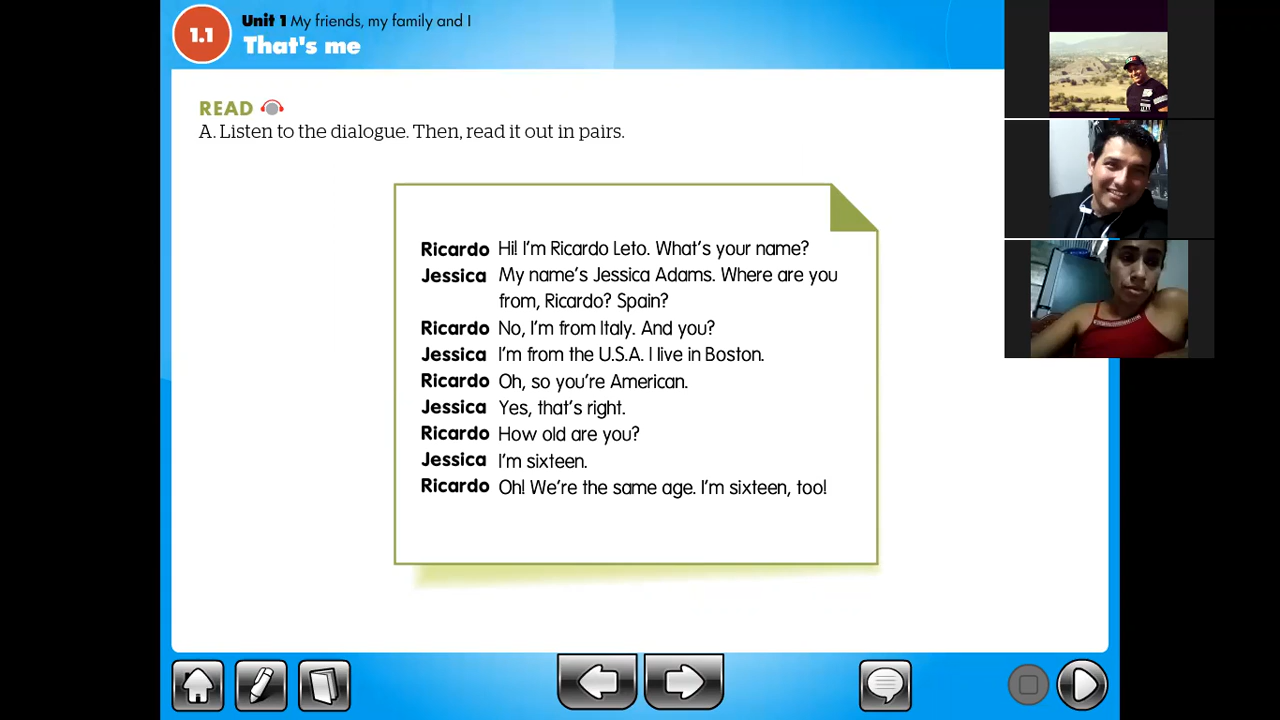 1.1
Unit 1 My friends, my family and I
That's me
READ
A. Listen to the dialogue. Then, read it out in pairs.
Ricardo Hi! I'm Ricardo Leto. What's your name?
Jessica My name's Jessica Adams. Where are you
from, Ricardo? Spain?
Ricardo No, I'm from Italy. And you?
Jessica I'm from the U.S.A. I live in Boston.
Ricardo Oh, so you're American.
Jessica Yes, that's right.
Ricardo How old are you?
Jessica I'm sixteen.
Ricardo Oh! We're the same age. I'm sixteen, too!